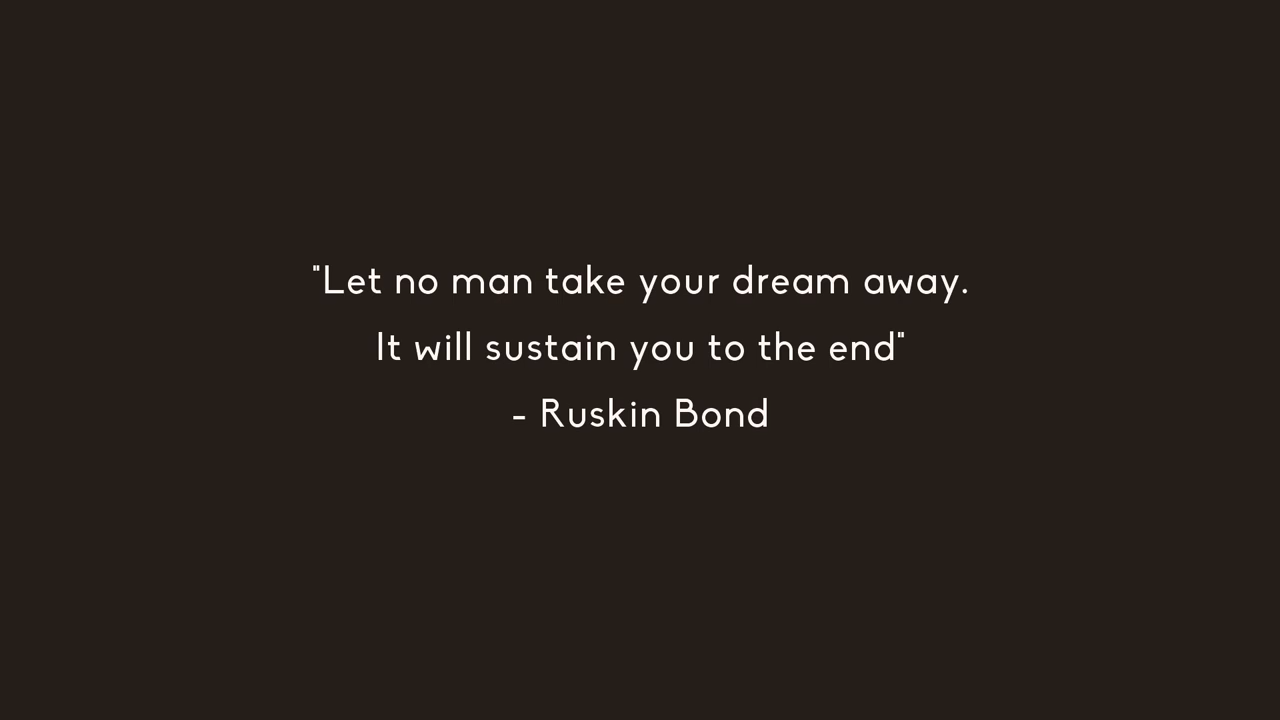 "Let no man take your dream away.
It will sustain you to the end"
- Ruskin Bond